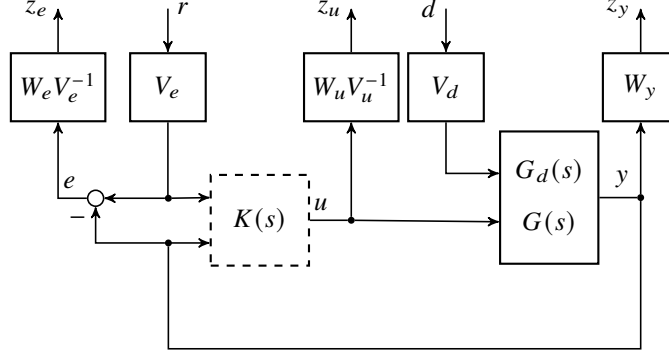 z_e r z_u d z_y
W_e V_e^{-1} V_e W_u V_u^{-1} V_d W_y
G_d(s)
e y
K(s) u G(s)
−